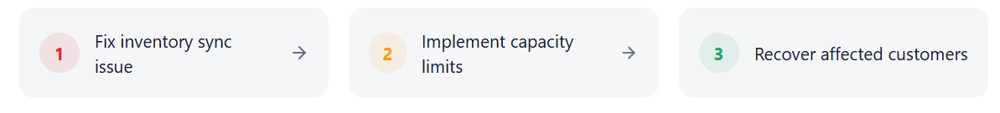 1
Fix inventory sync
issue
2
Implement capacity
limits
3
Recover affected customers